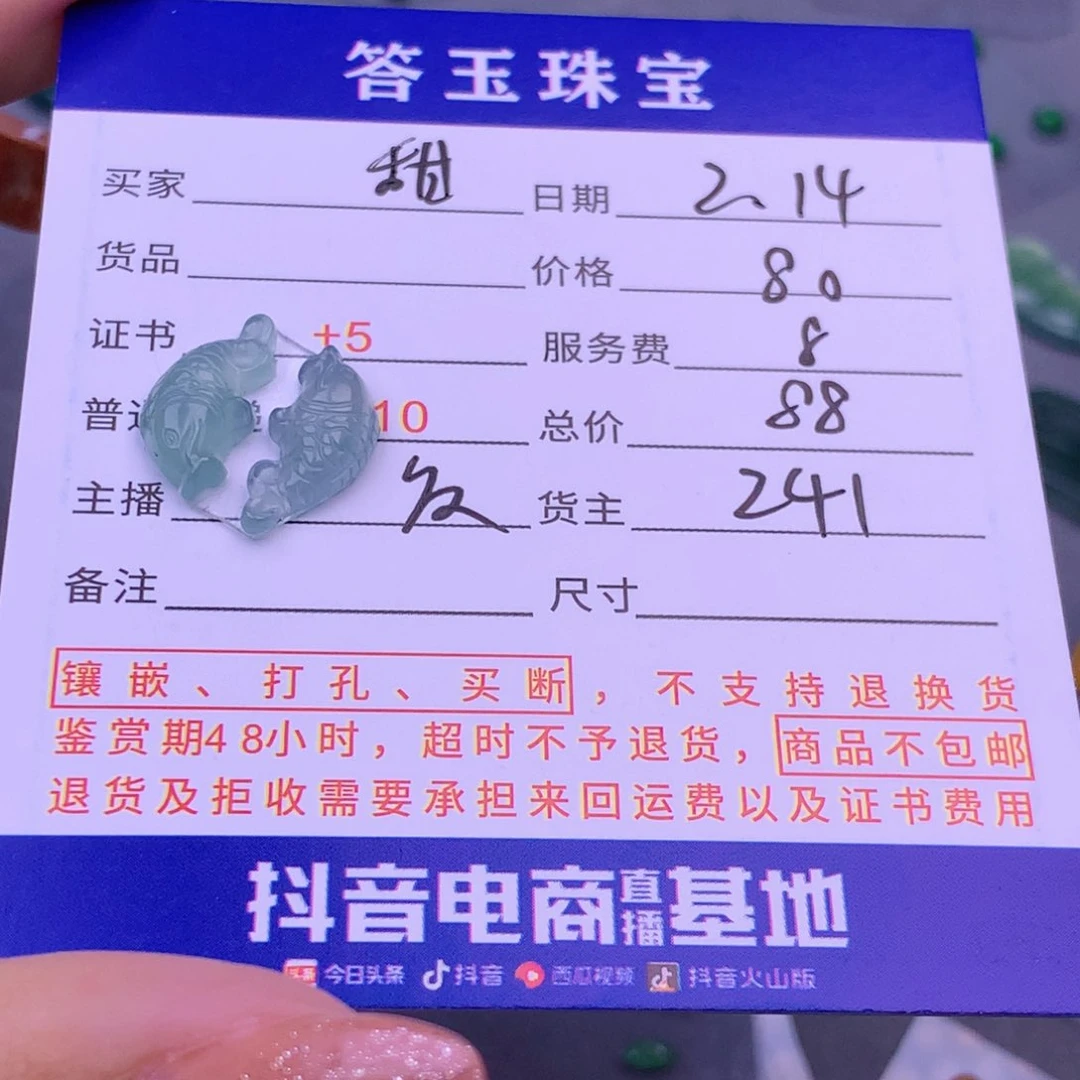 答玉珠宝
买家 甜 日期 2.14
货品 价格 80
证书 +5 服务费 8
普通 递 10 总价 88
主播 货主 241
备注 尺寸
镶嵌、打孔、买断，不支持退换货
鉴赏期48小时，超时不予退货，商品不包邮
退货及拒收需要承担来回运费以及证书费用
抖音电商直播基地
头条 今日头条 抖音 西瓜视频 抖音火山版